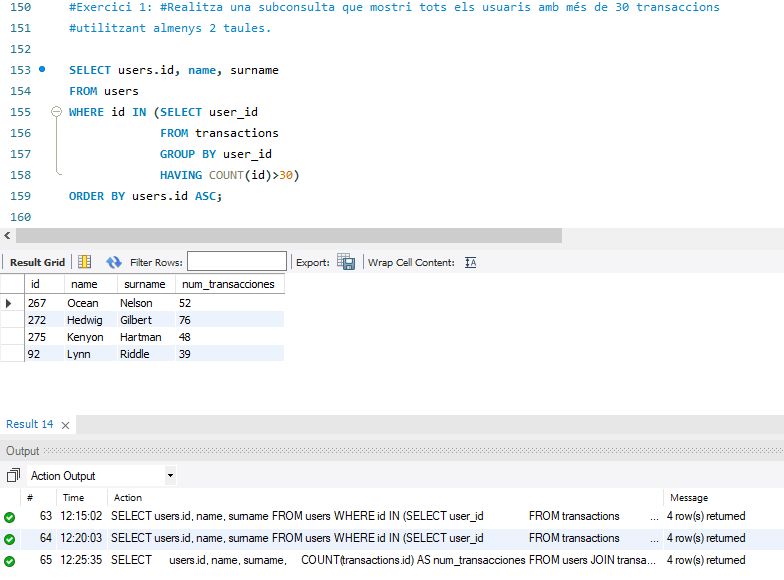 150 #Exercici 1: #Realitza una subconsulta que mostri tots els usuaris amb més de 30 transaccions
151 #utilitzant almenys 2 taules.
152
153 SELECT users.id, name, surname
154 FROM users
155 WHERE id IN (SELECT user_id
156 FROM transactions
157 GROUP BY user_id
158 HAVING COUNT(id)>30)
159 ORDER BY users.id ASC;
160
Result Grid Filter Rows: Export: Wrap Cell Content: IA
id name surname num_transacciones
267 Ocean Nelson 52
272 Hedwig Gilbert 76
275 Kenyon Hartman 48
92 Lynn Riddle 39
Result 14
Output
Action Output
# Time Action Message
63 12:15:02 SELECT users.id, name, surname FROM users WHERE id IN (SELECT user_id FROM transactions ... 4 row(s) returned
64 12:20:03 SELECT users.id, name, surname FROM users WHERE id IN (SELECT user_id FROM transactions ... 4 row(s) returned
65 12:25:35 SELECT users.id, name, surname, COUNT(transactions.id) AS num_transacciones FROM users JOIN transa... 4 row(s) returned